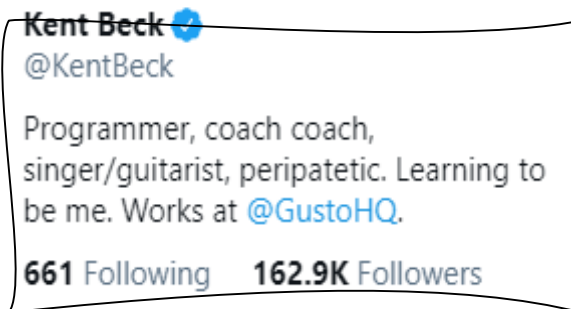 Kent Beck
@KentBeck
Programmer, coach coach,
singer/guitarist, peripatetic. Learning to
be me. Works at @GustoHQ.
661 Following 162.9K Followers